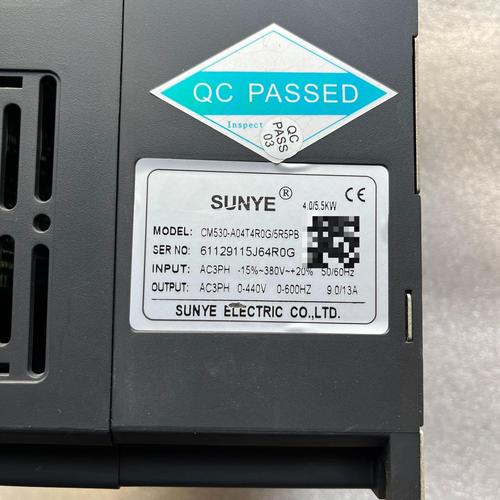 QC PASSED
Inspect
QC
PASS
03
SUNYE®
4.0/5.5KW
CE
MODEL: CM530-A04T4R0G/5R5PB
SER NO: 61129115J64R0G
INPUT: AC3PH -15%~380V~+20% 50/60Hz
OUTPUT: AC3PH 0-440V 0-600HZ 9.0/13A
SUNYE ELECTRIC CO.,LTD.